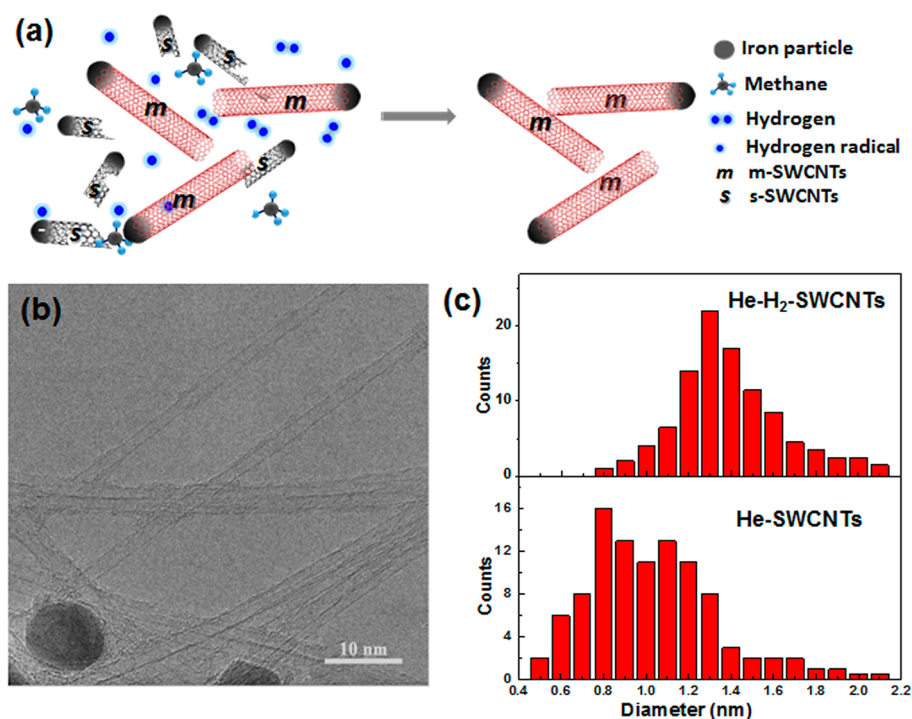 (a)
s
s
m
m
s
s
s
m
s
m
m
m
Iron particle
Methane
Hydrogen
Hydrogen radical
m m-SWCNTs
s s-SWCNTs
(b)
10 nm
(c)
He-H₂-SWCNTs
Counts
20
10
0
He-SWCNTs
Counts
16
12
8
4
0
0.4 0.6 0.8 1.0 1.2 1.4 1.6 1.8 2.0 2.2
Diameter (nm)